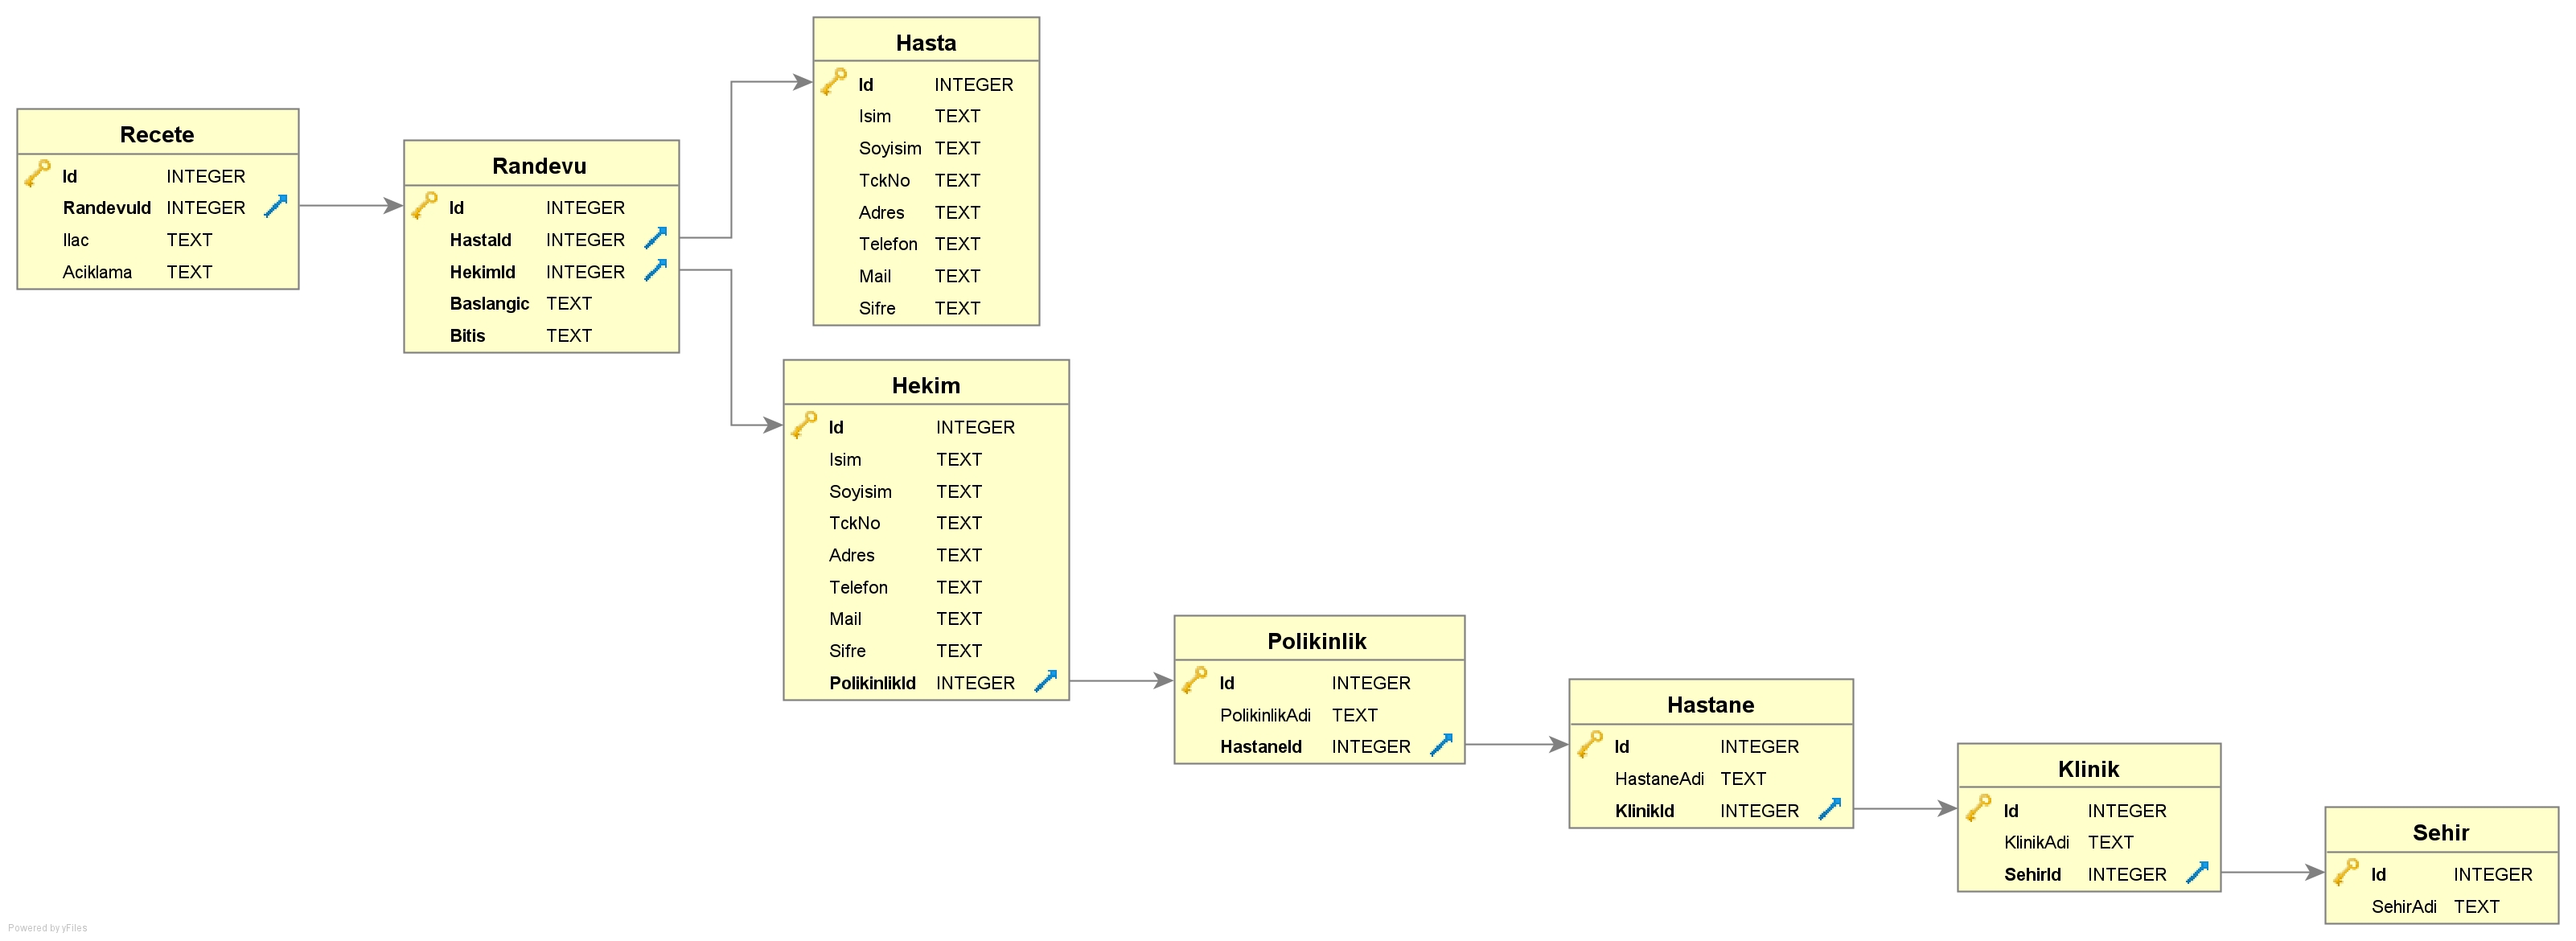 Recete
Id INTEGER
RandevuId INTEGER
Ilac TEXT
Aciklama TEXT
Randevu
Id INTEGER
HastaId INTEGER
HekimId INTEGER
Baslangic TEXT
Bitis TEXT
Hasta
Id INTEGER
Isim TEXT
Soyisim TEXT
TckNo TEXT
Adres TEXT
Telefon TEXT
Mail TEXT
Sifre TEXT
Hekim
Id INTEGER
Isim TEXT
Soyisim TEXT
TckNo TEXT
Adres TEXT
Telefon TEXT
Mail TEXT
Sifre TEXT
PolikinlikId INTEGER
Polikinlik
Id INTEGER
PolikinlikAdi TEXT
HastaneId INTEGER
Hastane
Id INTEGER
HastaneAdi TEXT
KlinikId INTEGER
Klinik
Id INTEGER
KlinikAdi TEXT
SehirId INTEGER
Sehir
Id INTEGER
SehirAdi TEXT
Powered by yFiles